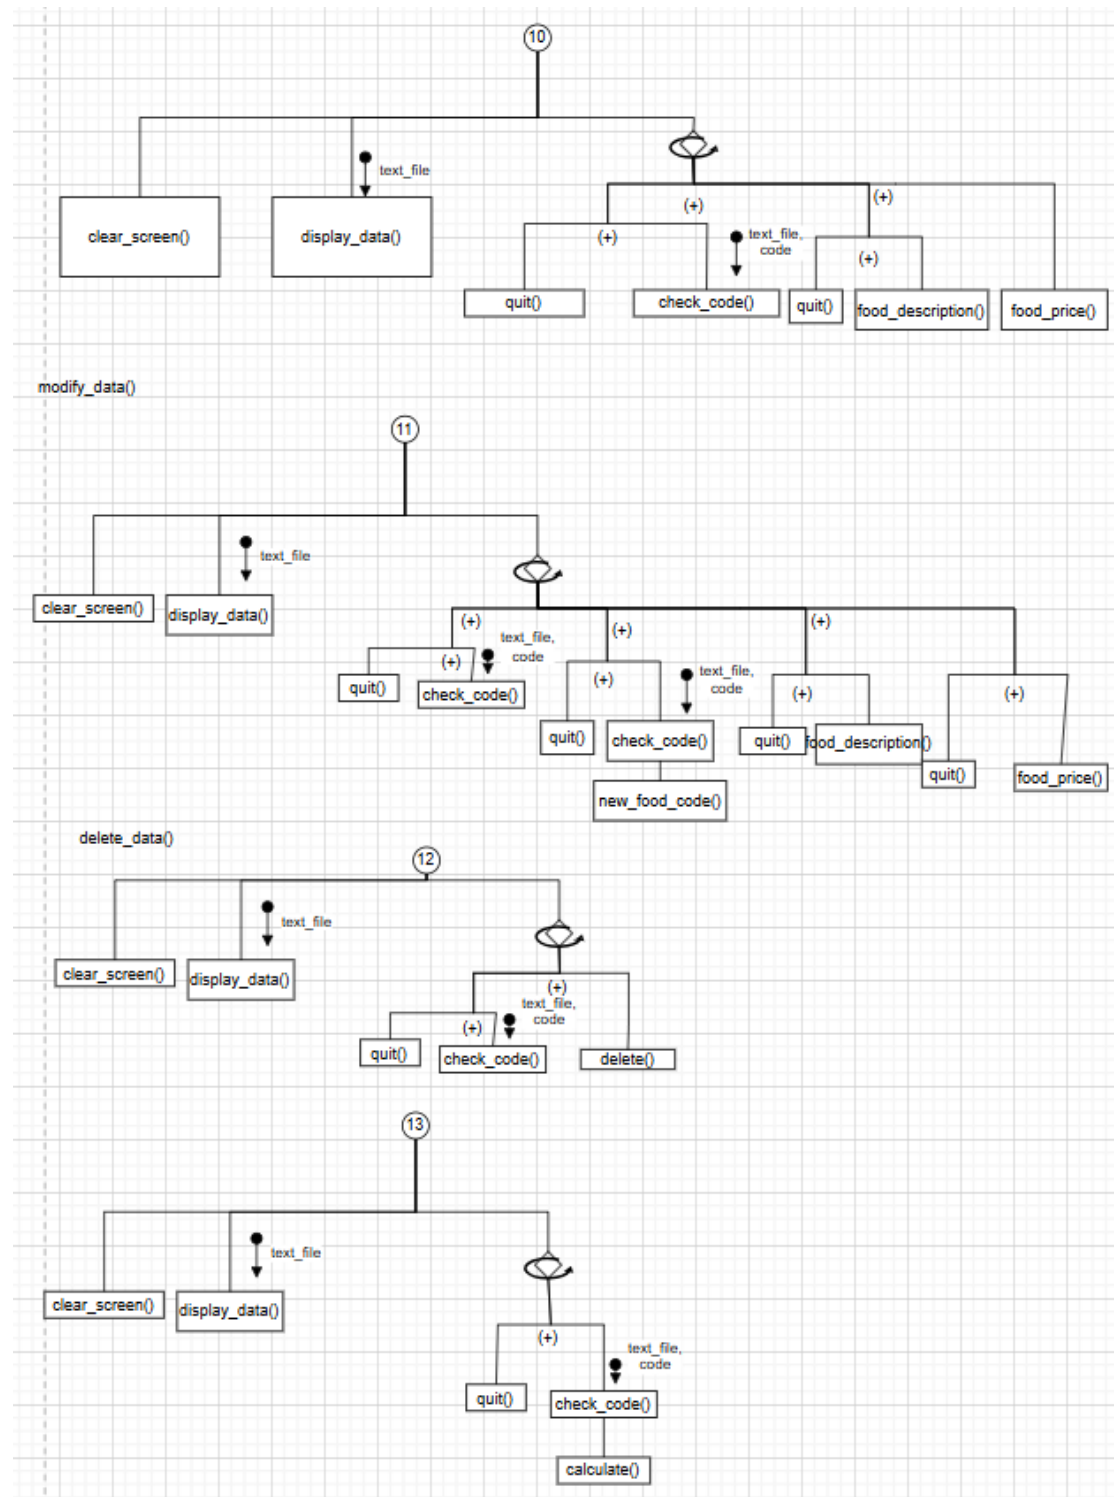 10
text_file
clear_screen()
display_data()
(+)
(+)
(+)
text_file,
code
(+)
quit()
check_code()
quit()
food_description()
food_price()
modify_data()
11
text_file
clear_screen()
display_data()
(+)
(+)
(+)
text_file,
code
(+)
quit()
check_code()
(+)
text_file,
code
(+)
(+)
quit()
check_code()
quit()
food_description()
quit()
food_price()
new_food_code()
delete_data()
12
text_file
clear_screen()
display_data()
(+)
text_file,
code
(+)
quit()
check_code()
delete()
13
text_file
clear_screen()
display_data()
(+)
text_file,
code
quit()
check_code()
calculate()